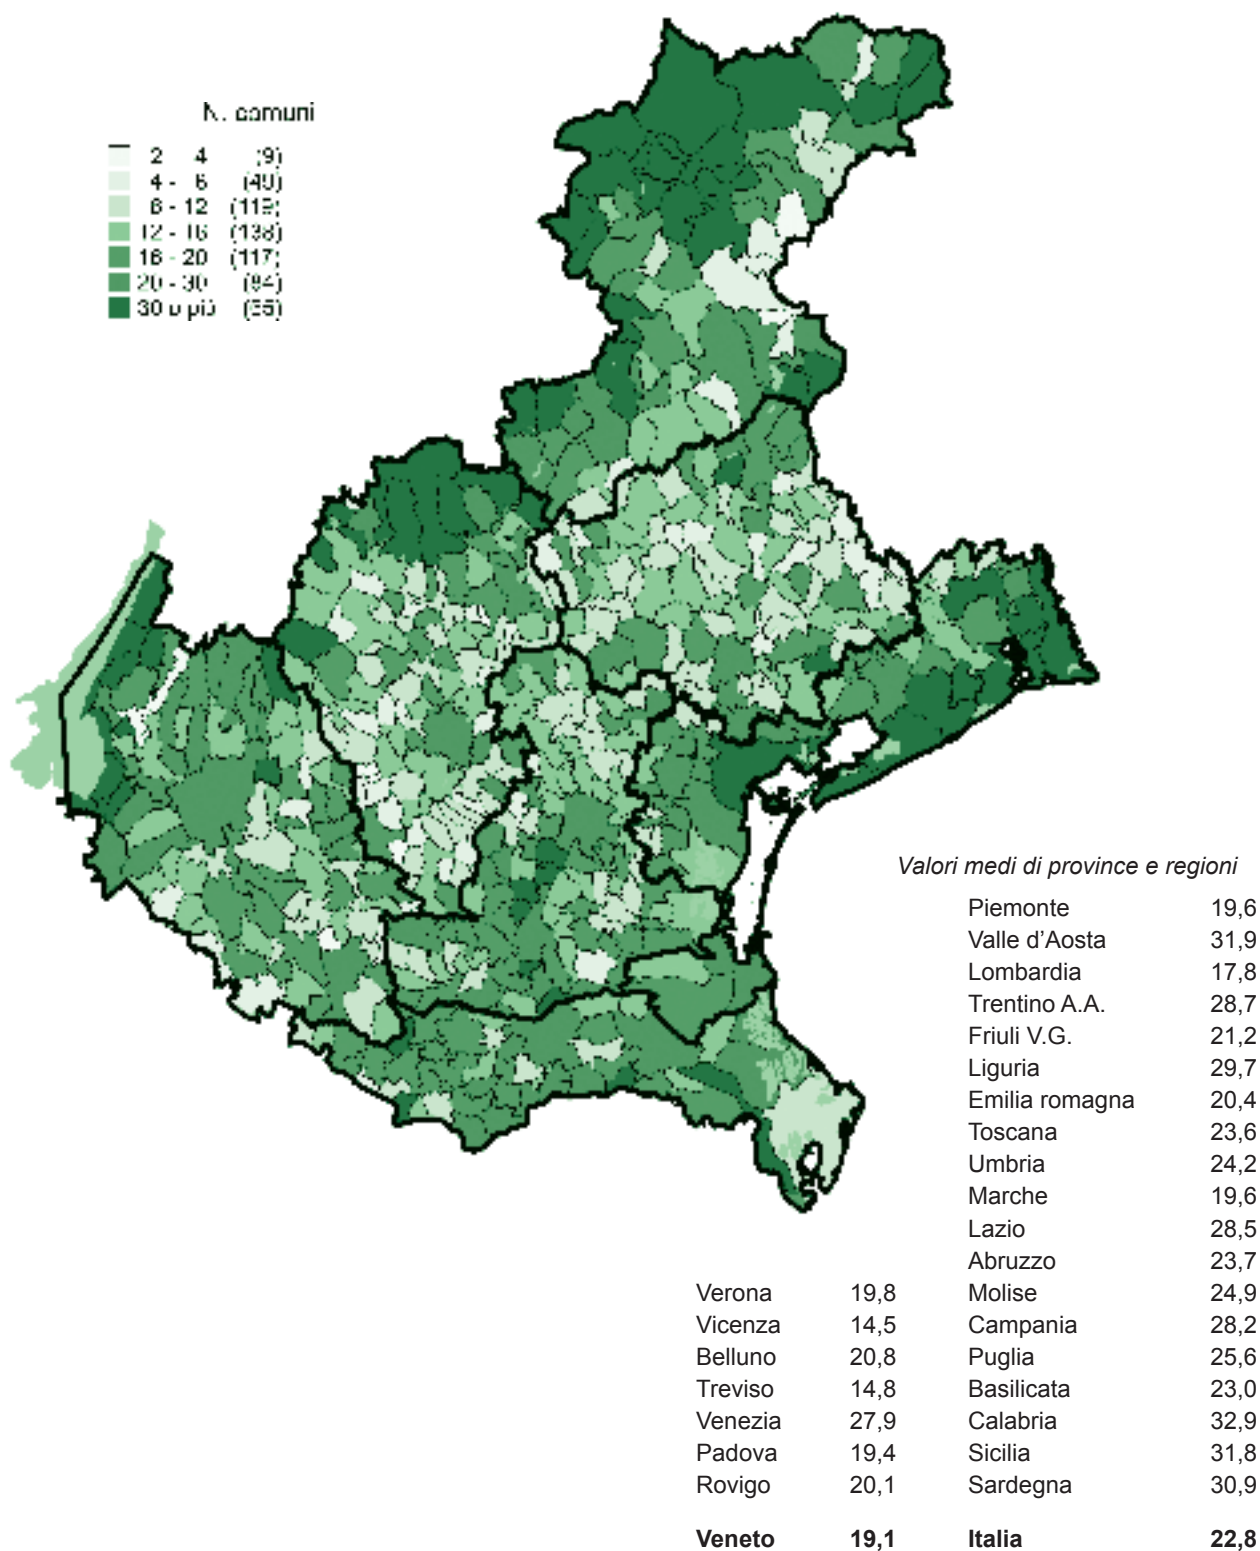 N. comuni
2 4 (9)
4 - 6 (49)
6 - 12 (119)
12 - 16 (138)
16 - 20 (117)
20 - 30 (94)
30 o più (55)
Valori medi di province e regioni
Piemonte 19,6
Valle d’Aosta 31,9
Lombardia 17,8
Trentino A.A. 28,7
Friuli V.G. 21,2
Liguria 29,7
Emilia romagna 20,4
Toscana 23,6
Umbria 24,2
Marche 19,6
Lazio 28,5
Abruzzo 23,7
Verona 19,8 Molise 24,9
Vicenza 14,5 Campania 28,2
Belluno 20,8 Puglia 25,6
Treviso 14,8 Basilicata 23,0
Venezia 27,9 Calabria 32,9
Padova 19,4 Sicilia 31,8
Rovigo 20,1 Sardegna 30,9
Veneto 19,1 Italia 22,8